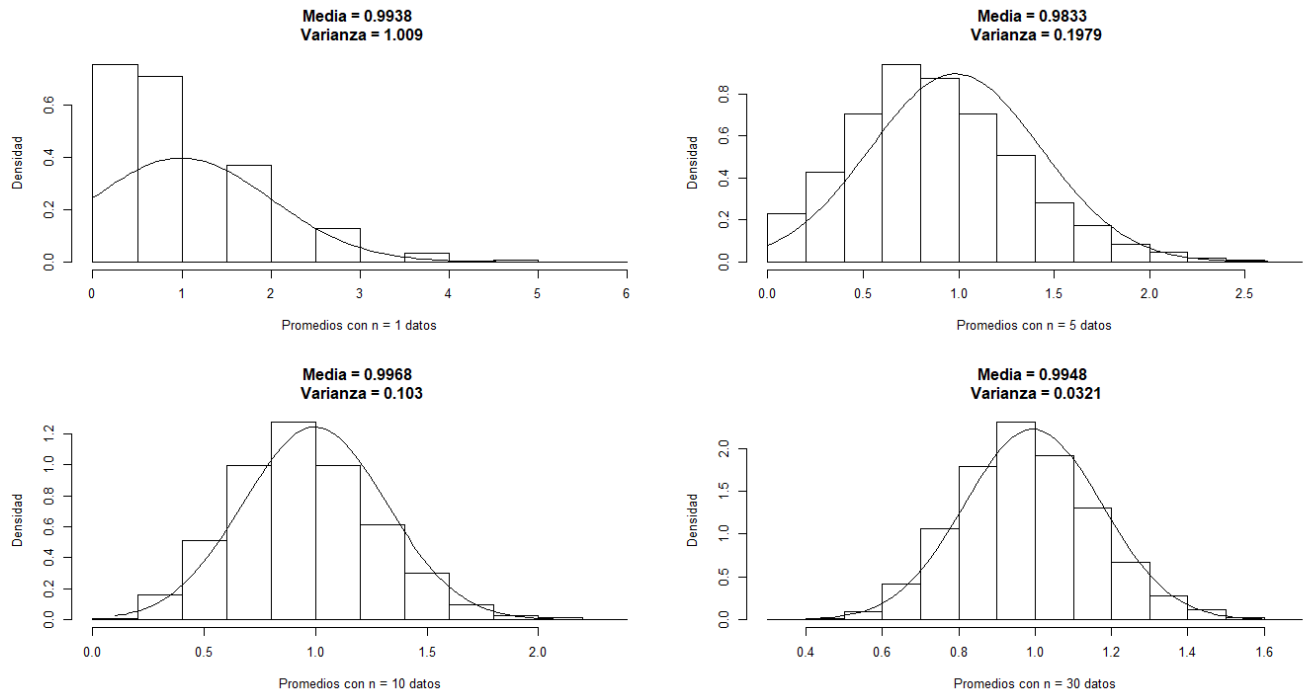 Media = 0.9938
Varianza = 1.009
Densidad
0.0 0.2 0.4 0.6
0 1 2 3 4 5 6
Promedios con n = 1 datos
Media = 0.9833
Varianza = 0.1979
Densidad
0.0 0.2 0.4 0.6 0.8
0.0 0.5 1.0 1.5 2.0 2.5
Promedios con n = 5 datos
Media = 0.9968
Varianza = 0.103
Densidad
0.0 0.2 0.4 0.6 0.8 1.0 1.2
0.0 0.5 1.0 1.5 2.0
Promedios con n = 10 datos
Media = 0.9948
Varianza = 0.0321
Densidad
0.0 0.5 1.0 1.5 2.0
0.4 0.6 0.8 1.0 1.2 1.4 1.6
Promedios con n = 30 datos